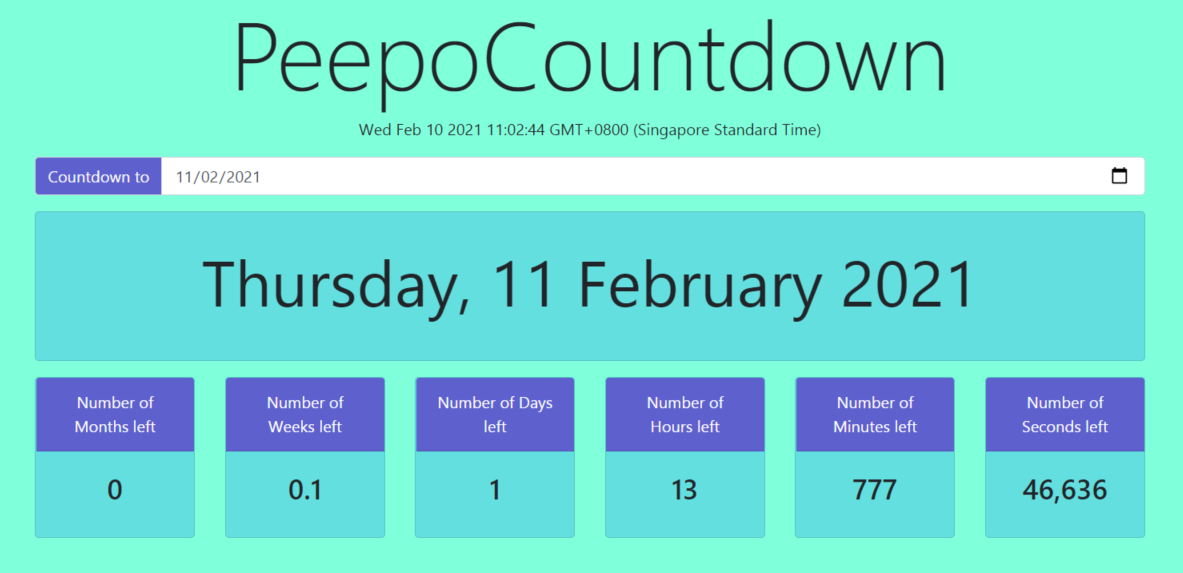 PeepoCountdown
Wed Feb 10 2021 11:02:44 GMT+0800 (Singapore Standard Time)
Countdown to 11/02/2021
Thursday, 11 February 2021
Number of
Months left
0
Number of
Weeks left
0.1
Number of Days
left
1
Number of
Hours left
13
Number of
Minutes left
777
Number of
Seconds left
46,636